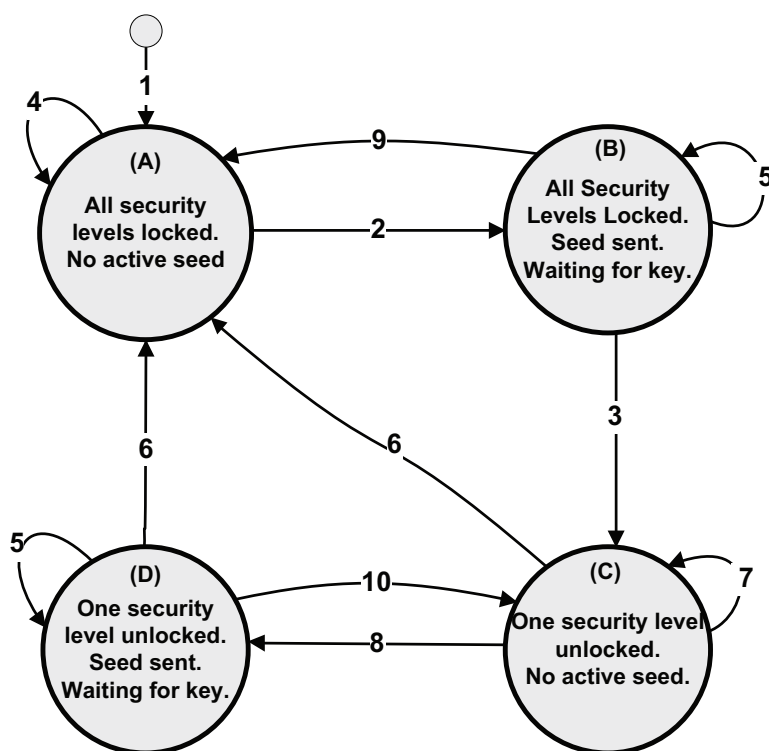 1
4
(A)
All security
levels locked.
No active seed
9
2
(B)
All Security
Levels Locked.
Seed sent.
Waiting for key.
5
3
6
6
5
(D)
One security
level unlocked.
Seed sent.
Waiting for key.
10
8
(C)
One security level
unlocked.
No active seed.
7